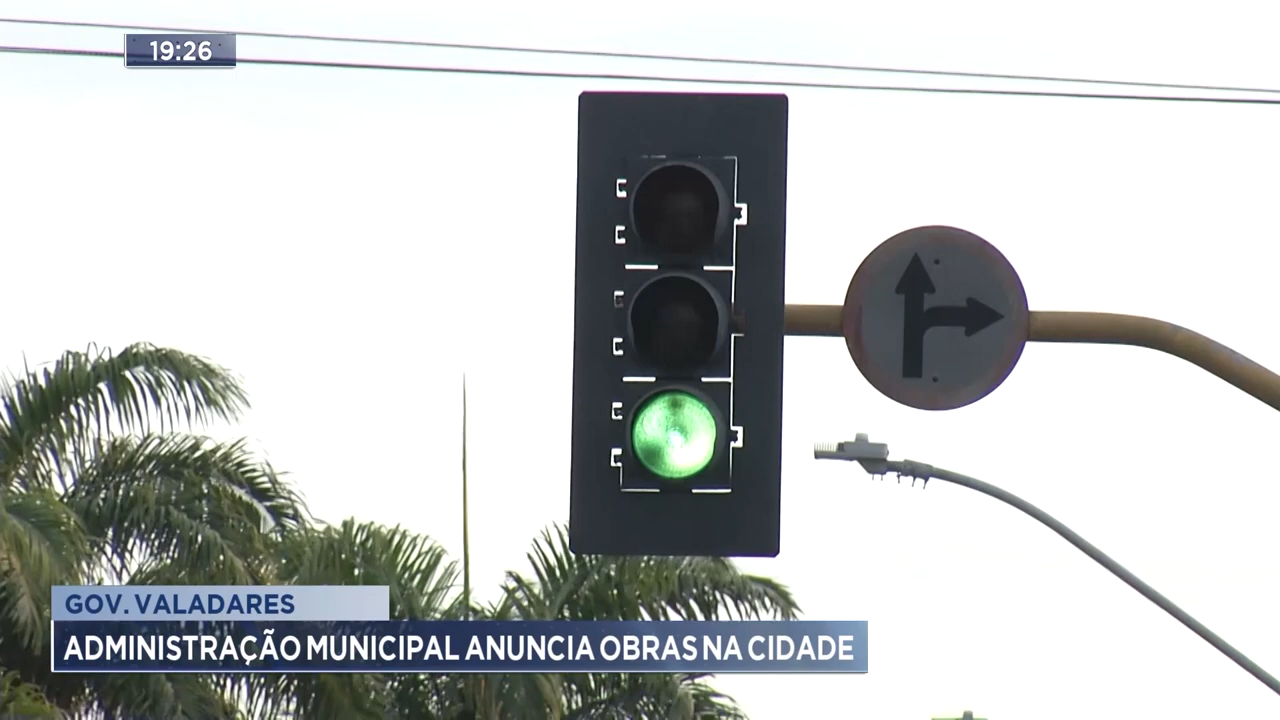 19:26
GOV. VALADARES
ADMINISTRAÇÃO MUNICIPAL ANUNCIA OBRAS NA CIDADE